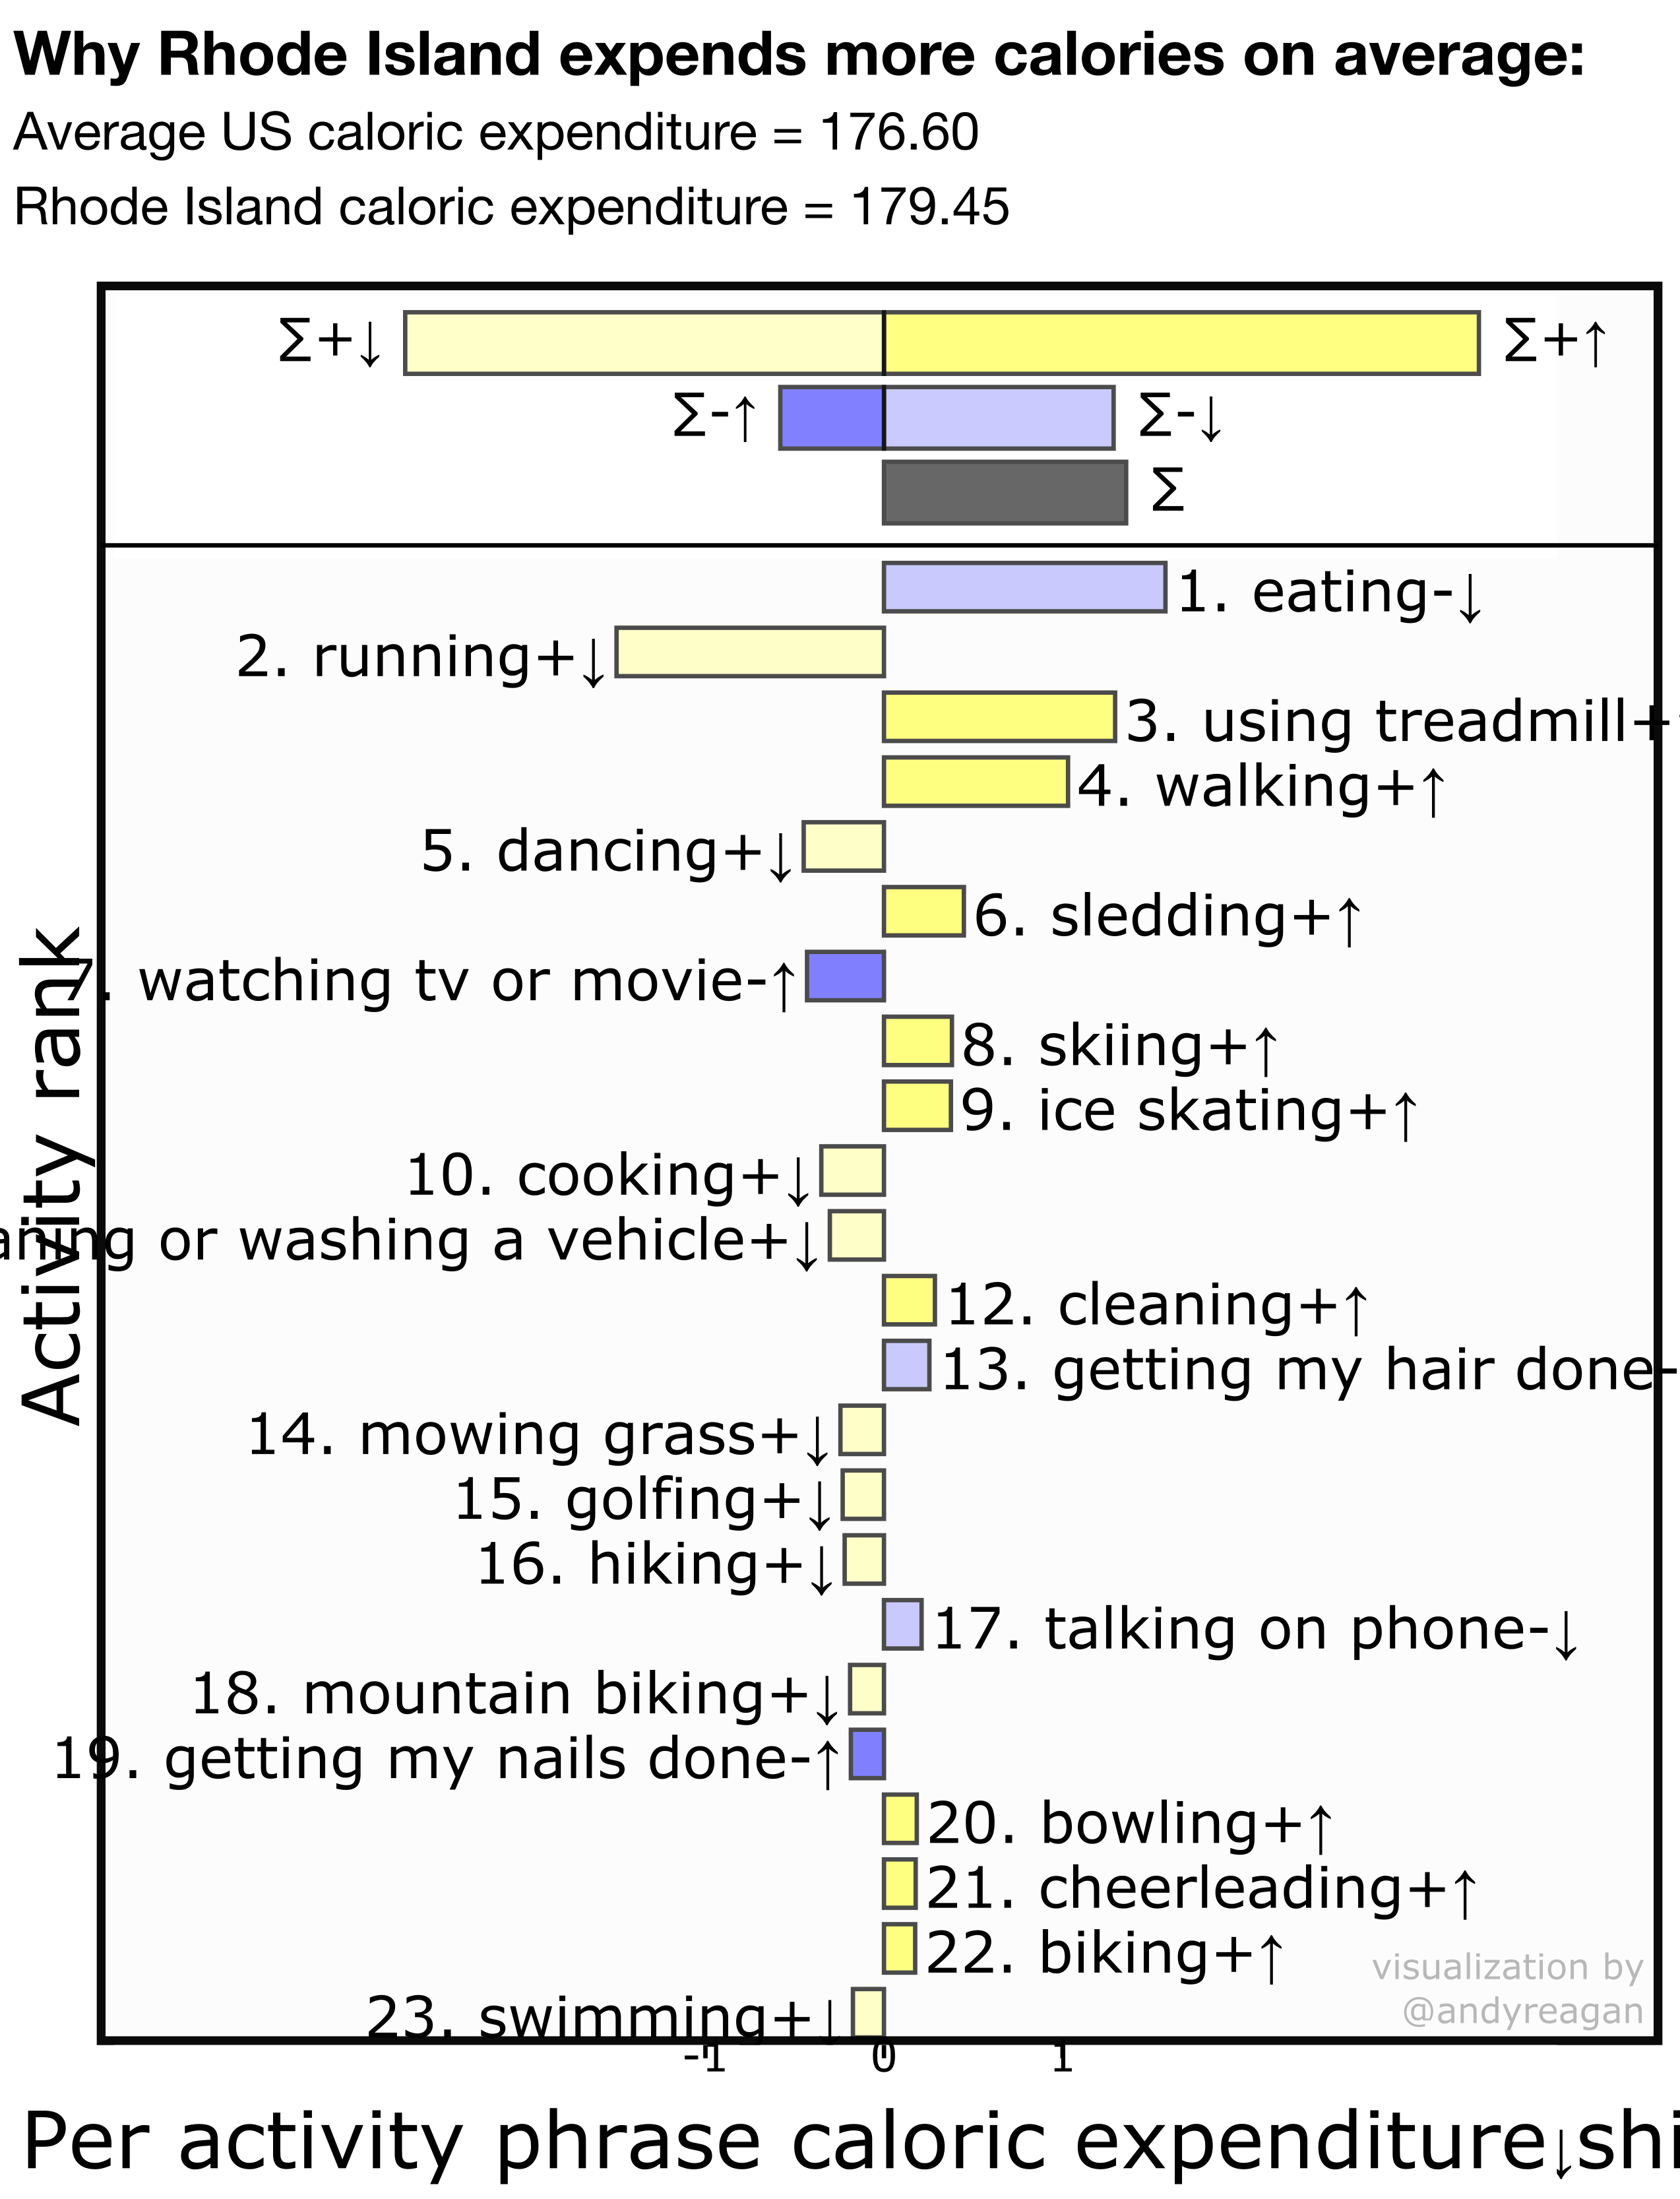 Why Rhode Island expends more calories on average:
Average US caloric expenditure = 176.60
Rhode Island caloric expenditure = 179.45
∑+↓ ∑+↑
∑-↑ ∑-↓
∑
1. eating-↓
2. running+↓
3. using treadmill+
4. walking+↑
5. dancing+↓
6. sledding+↑
7. watching tv or movie-↑
8. skiing+↑
9. ice skating+↑
10. cooking+↓
or washing a vehicle+↓
12. cleaning+↑
13. getting my hair done-
14. mowing grass+↓
15. golfing+↓
16. hiking+↓
17. talking on phone-↓
18. mountain biking+↓
19. getting my nails done-↑
20. bowling+↑
21. cheerleading+↑
22. biking+↑
23. swimming+↓
visualization by
@andyreagan
-1 0 1
Activity rank
Per activity phrase caloric expenditure↓shi